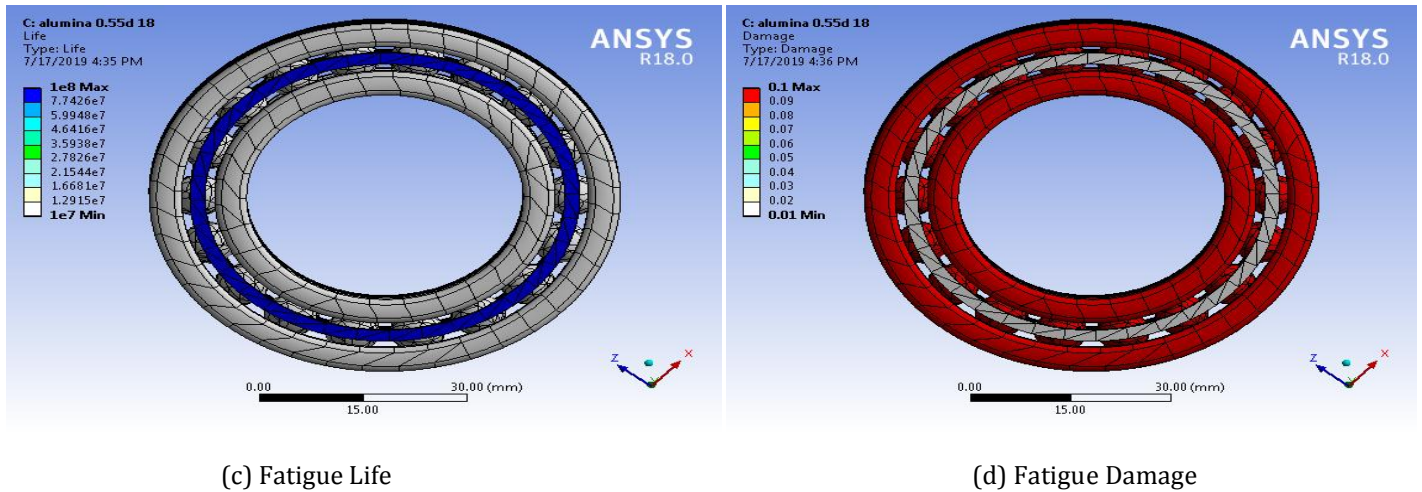 C: alumina 0.55d 18
Life
Type: Life
7/17/2019 4:35 PM
1e8 Max
7.7426e7
5.9948e7
4.6416e7
3.5938e7
2.7826e7
2.1544e7
1.6681e7
1.2915e7
1e7 Min
ANSYS
R18.0
Z
X
0.00
30.00 (mm)
15.00
C: alumina 0.55d 18
Damage
Type: Damage
7/17/2019 4:36 PM
0.1 Max
0.09
0.08
0.07
0.06
0.05
0.04
0.03
0.02
0.01 Min
ANSYS
R18.0
Z
X
0.00
30.00 (mm)
15.00
(c) Fatigue Life
(d) Fatigue Damage